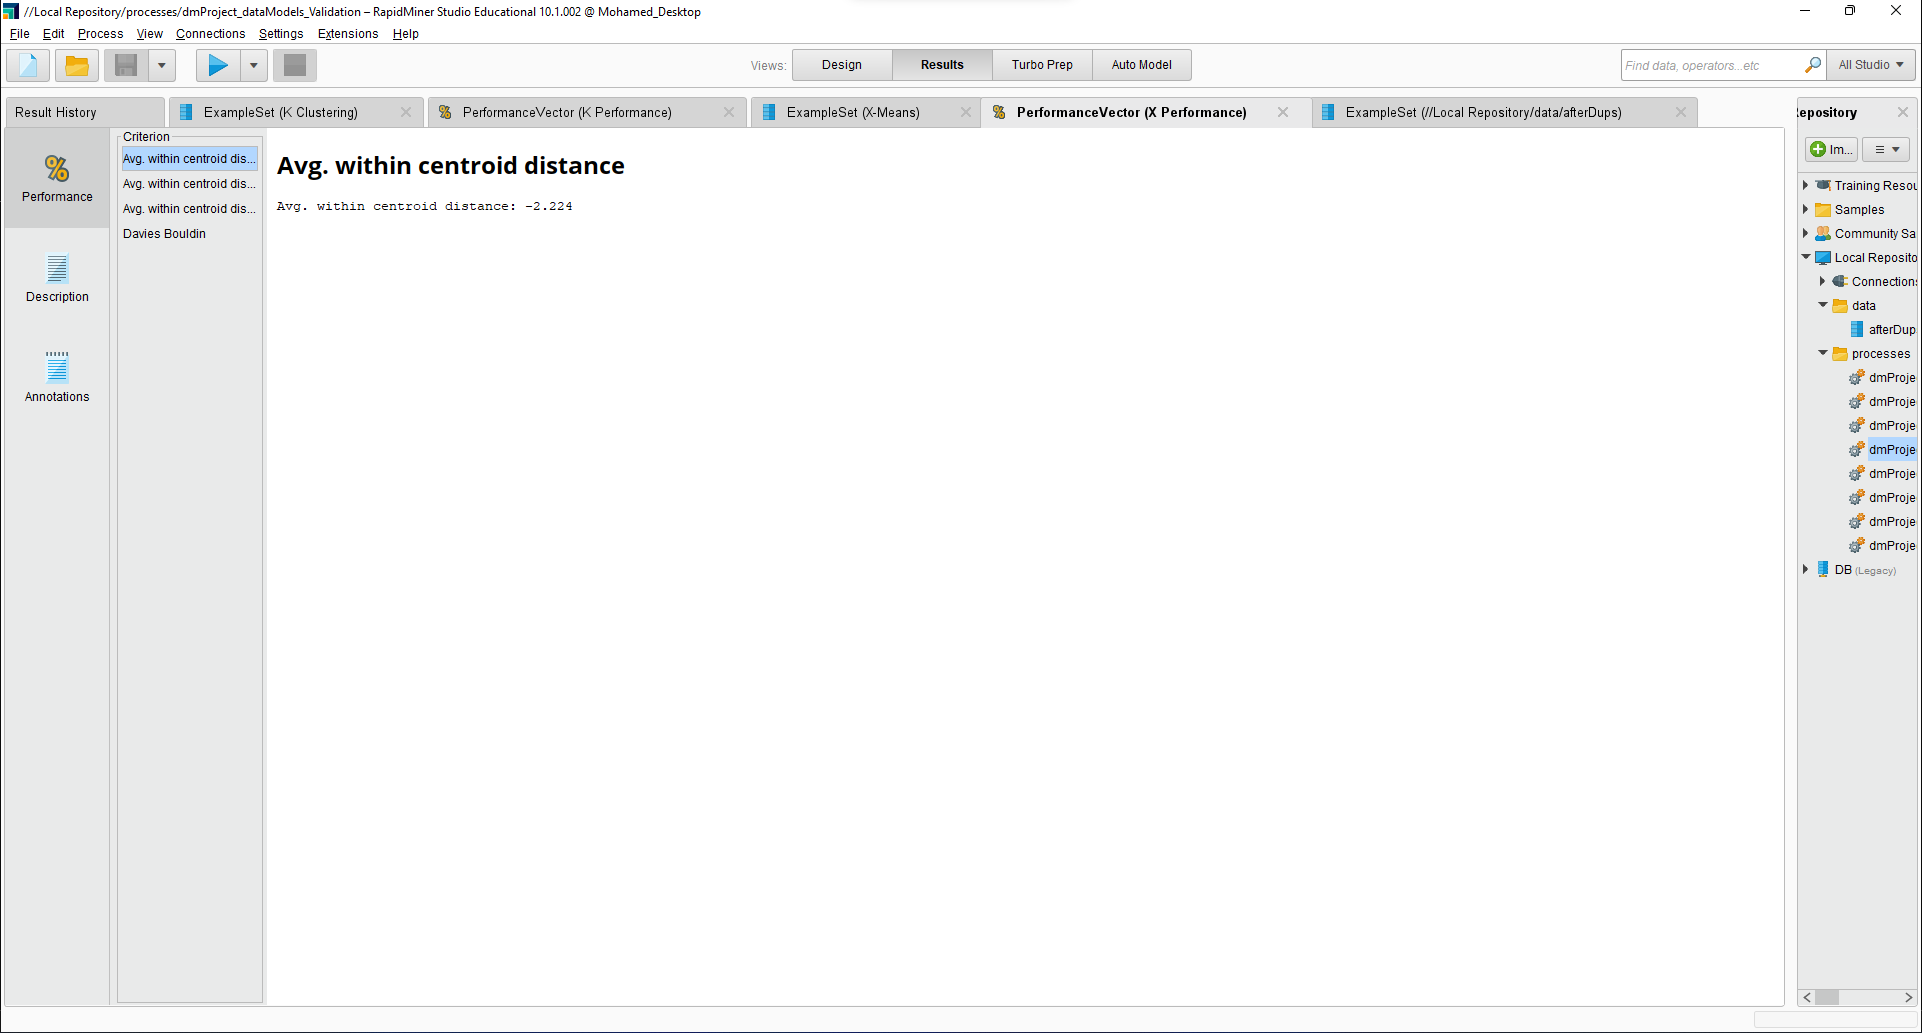 //Local Repository/processes/dmProject_dataModels_Validation – RapidMiner Studio Educational 10.1.002 @ Mohamed_Desktop
File Edit Process View Connections Settings Extensions Help
Views: Design Results Turbo Prep Auto Model
Find data, operators...etc
All Studio
Result History
ExampleSet (K Clustering)
PerformanceVector (K Performance)
ExampleSet (X-Means)
PerformanceVector (X Performance)
ExampleSet (//Local Repository/data/afterDups)
Performance
Description
Annotations
Criterion
Avg. within centroid dis...
Avg. within centroid dis...
Avg. within centroid dis...
Davies Bouldin
Avg. within centroid distance
Avg. within centroid distance: -2.224
epository
Im...
Training Resou
Samples
Community Sa
Local Reposito
Connections
data
afterDup
processes
dmProje
dmProje
dmProje
dmProje
dmProje
dmProje
dmProje
dmProje
DB (Legacy)